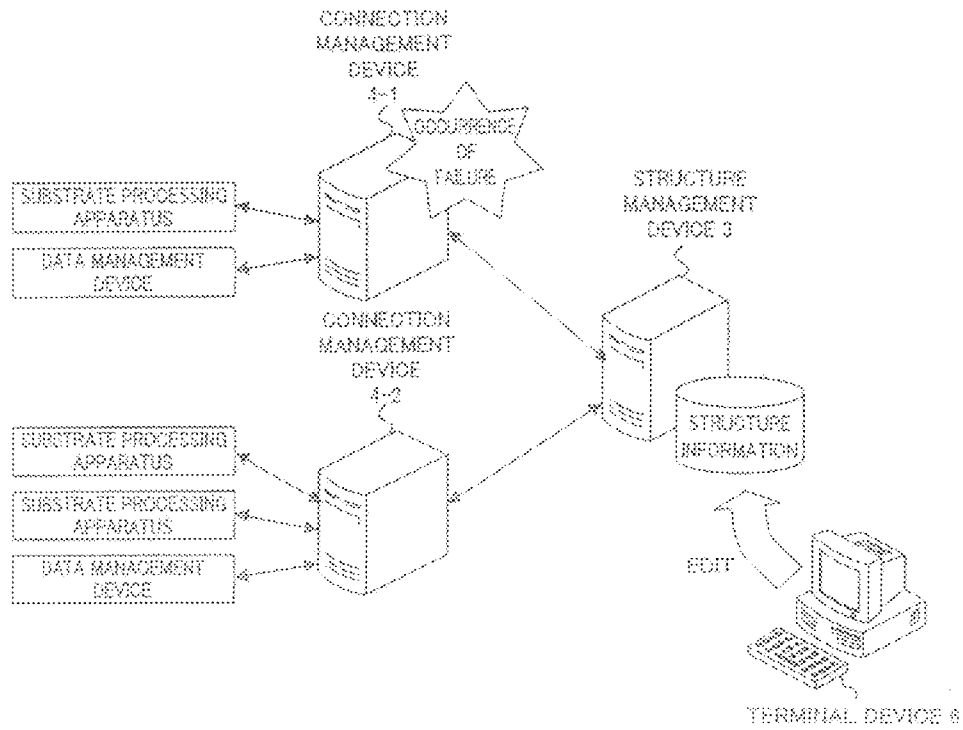 CONNECTION
MANAGEMENT
DEVICE
4-1
OCCURRENCE
OF
FAILURE
SUBSTRATE PROCESSING
APPARATUS
DATA MANAGEMENT
DEVICE
STRUCTURE
MANAGEMENT
DEVICE 3
CONNECTION
MANAGEMENT
DEVICE
4-2
STRUCTURE
INFORMATION
SUBSTRATE PROCESSING
APPARATUS
SUBSTRATE PROCESSING
APPARATUS
DATA MANAGEMENT
DEVICE
EDIT
TERMINAL DEVICE 6